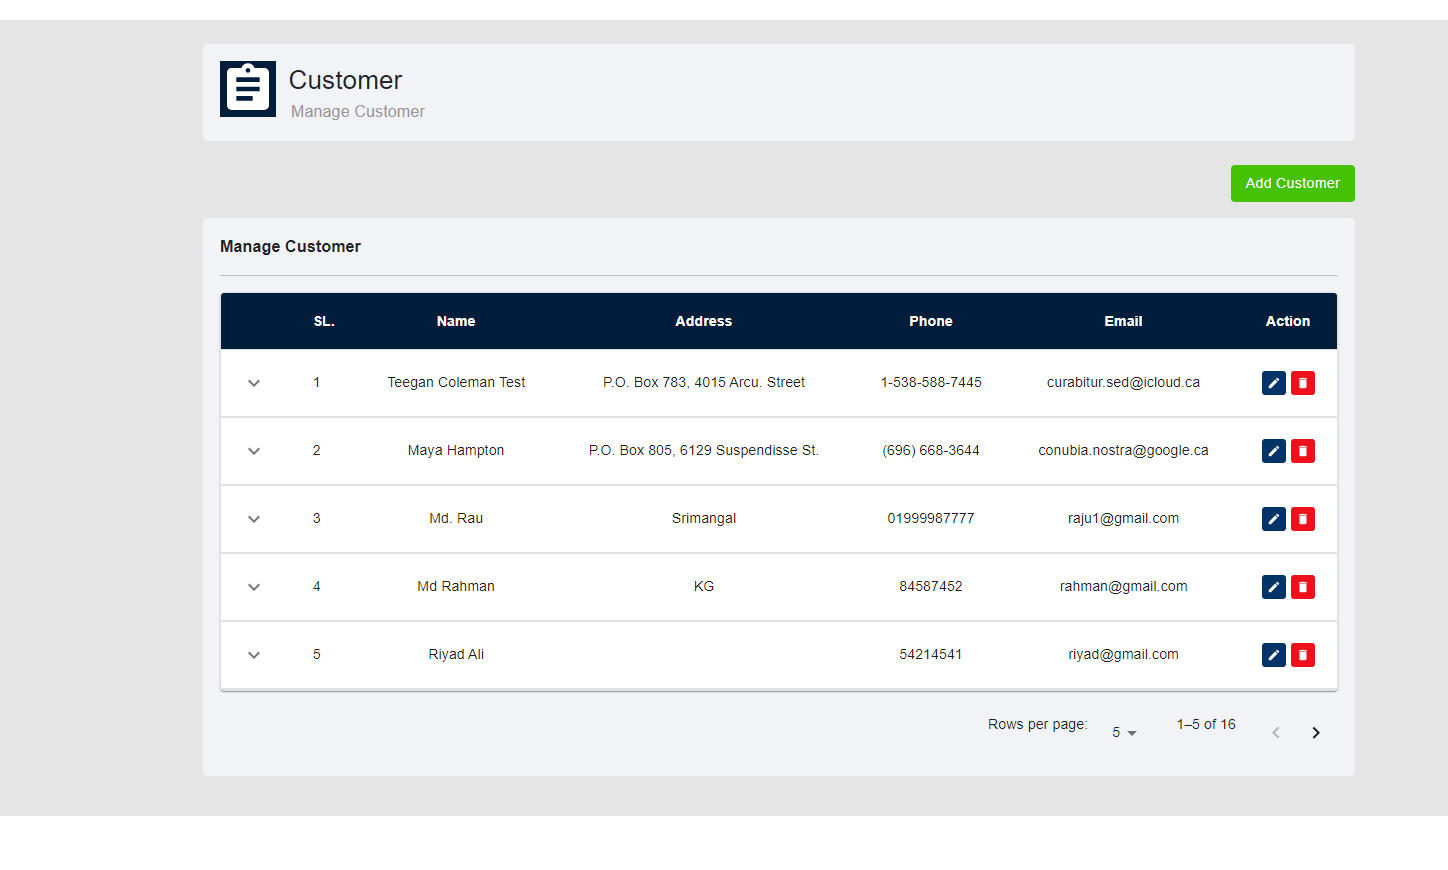 Customer
Manage Customer
Add Customer
Manage Customer
SL. Name Address Phone Email Action
1 Teegan Coleman Test P.O. Box 783, 4015 Arcu. Street 1-538-588-7445 curabitur.sed@icloud.ca
2 Maya Hampton P.O. Box 805, 6129 Suspendisse St. (696) 668-3644 conubia.nostra@google.ca
3 Md. Rau Srimangal 01999987777 raju1@gmail.com
4 Md Rahman KG 84587452 rahman@gmail.com
5 Riyad Ali 54214541 riyad@gmail.com
Rows per page: 5 1–5 of 16